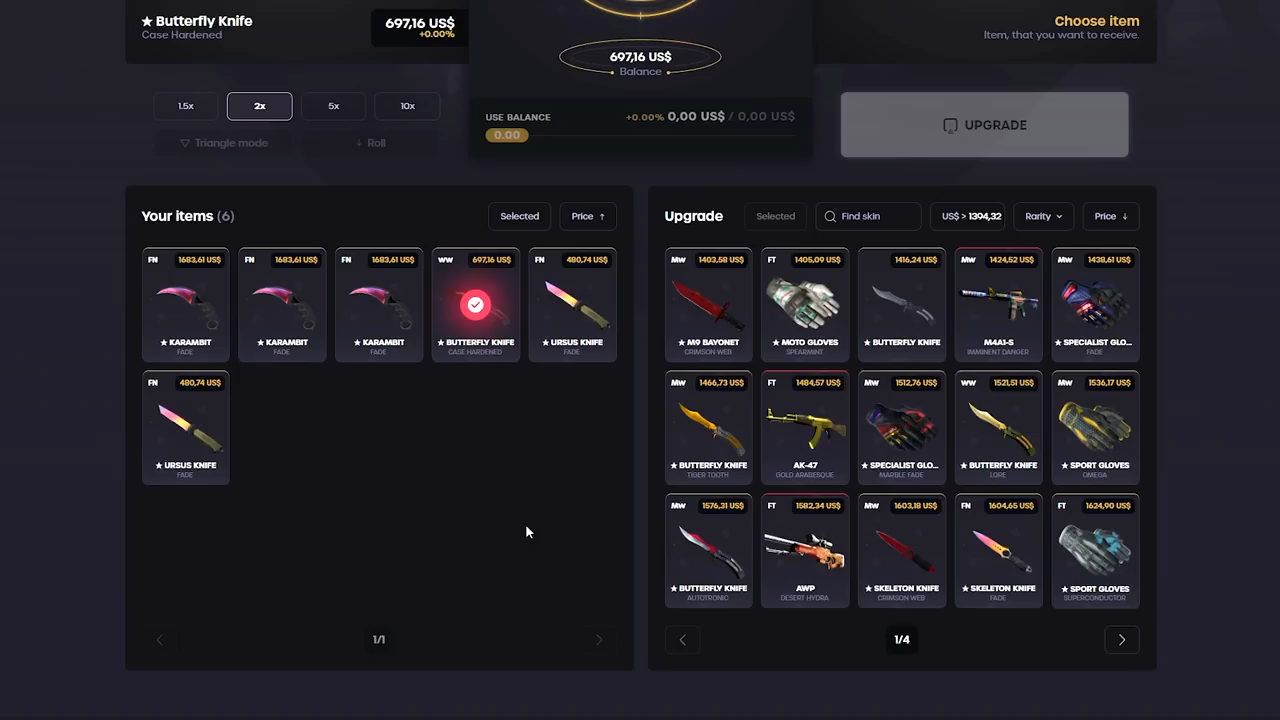 ★ Butterfly Knife
Case Hardened
697,16 US$
+0.00%
697,16 US$
Balance
Choose item
Item, that you want to receive.
1.5x
2x
5x
10x
Triangle mode
Roll
USE BALANCE
+0.00% 0,00 US$ / 0,00 US$
0.00
UPGRADE
Your items (6)
Selected
Price ↑
FN 1683,61 US$
★ KARAMBIT
FADE
FN 1683,61 US$
★ KARAMBIT
FADE
FN 1683,61 US$
★ KARAMBIT
FADE
WW 697,16 US$
★ BUTTERFLY KNIFE
CASE HARDENED
FN 480,74 US$
★ URSUS KNIFE
FADE
FN 480,74 US$
★ URSUS KNIFE
FADE
1/1
Upgrade
Selected
Find skin
US$ > 1394,32
Rarity
Price ↓
MW 1403,58 US$
★ M9 BAYONET
CRIMSON WEB
FT 1405,09 US$
★ MOTO GLOVES
SPEARMINT
1416,24 US$
★ BUTTERFLY KNIFE
MW 1424,52 US$
M4A1-S
IMMINENT DANGER
MW 1438,61 US$
★ SPECIALIST GLO...
FADE
MW 1466,73 US$
★ BUTTERFLY KNIFE
TIGER TOOTH
FT 1484,57 US$
AK-47
GOLD ARABESQUE
MW 1512,76 US$
★ SPECIALIST GLO...
MARBLE FADE
WW 1521,51 US$
★ BUTTERFLY KNIFE
LORE
MW 1536,17 US$
★ SPORT GLOVES
OMEGA
MW 1576,31 US$
★ BUTTERFLY KNIFE
AUTOTRONIC
FT 1582,34 US$
AWP
DESERT HYDRA
MW 1603,18 US$
★ SKELETON KNIFE
CRIMSON WEB
FN 1604,65 US$
★ SKELETON KNIFE
FADE
FT 1624,90 US$
★ SPORT GLOVES
SUPERCONDUCTOR
1/4